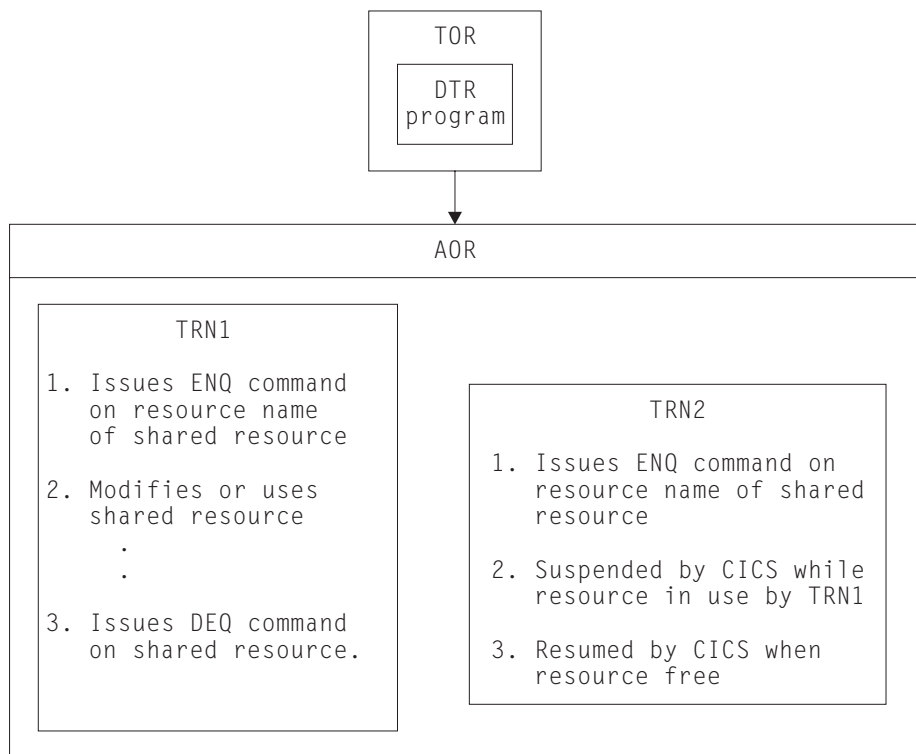 TOR
DTR
program
AOR
TRN1
1. Issues ENQ command
on resource name
of shared resource
2. Modifies or uses
shared resource
.
.
3. Issues DEQ command
on shared resource.
TRN2
1. Issues ENQ command on
resource name of shared
resource
2. Suspended by CICS while
resource in use by TRN1
3. Resumed by CICS when
resource free